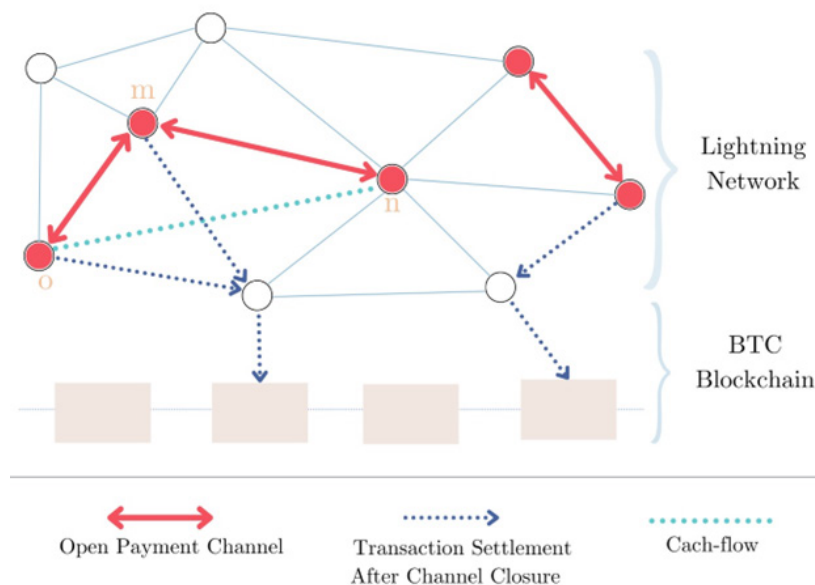 m
Lightning
Network
n
o
BTC
Blockchain
Open Payment Channel
Transaction Settlement
After Channel Closure
Cach-flow